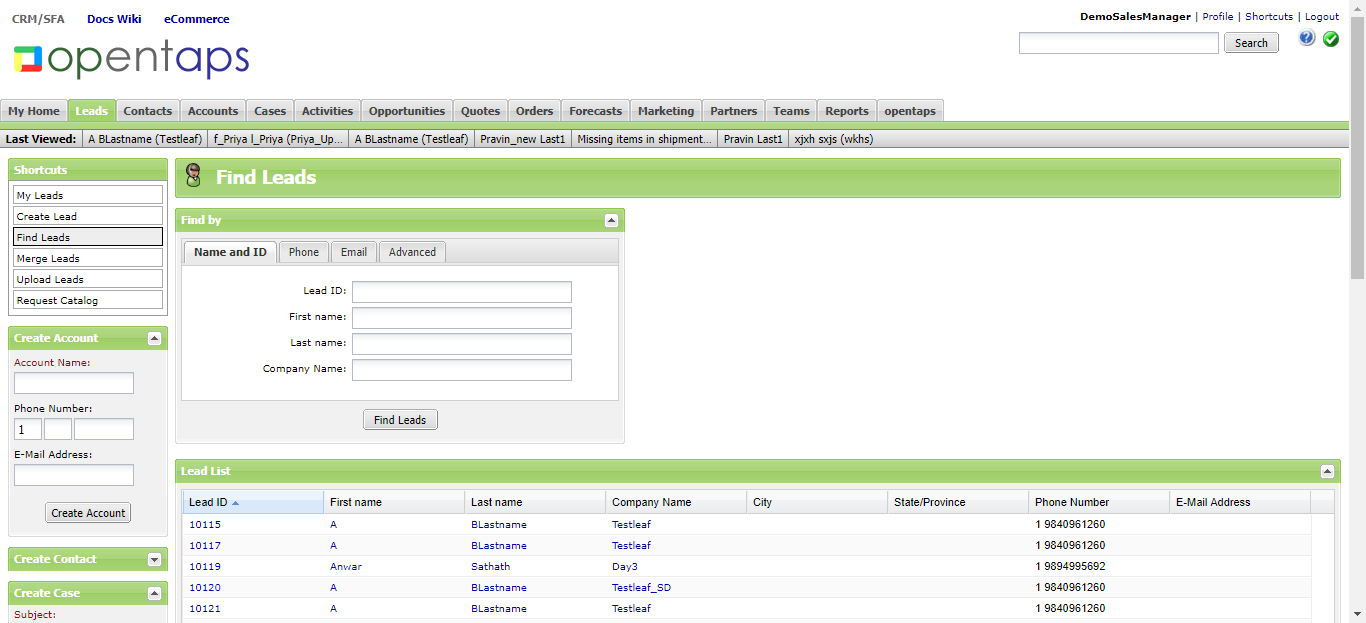 CRM/SFA Docs Wiki eCommerce
DemoSalesManager | Profile | Shortcuts | Logout
opentaps
Search
?
My Home Leads Contacts Accounts Cases Activities Opportunities Quotes Orders Forecasts Marketing Partners Teams Reports opentaps
Last Viewed: A BLastname (Testleaf) f_Priya l_Priya (Priya_Up... A BLastname (Testleaf) Pravin_new Last1 Missing items in shipment... Pravin Last1 xjxh sxjs (wkhs)
Shortcuts
My Leads
Create Lead
Find Leads
Merge Leads
Upload Leads
Request Catalog
Create Account
Account Name:
Phone Number:
1
E-Mail Address:
Create Account
Create Contact
Create Case
Subject:
Find Leads
Find by
Name and ID Phone Email Advanced
Lead ID:
First name:
Last name:
Company Name:
Find Leads
Lead List
Lead ID First name Last name Company Name City State/Province Phone Number E-Mail Address
10115 A BLastname Testleaf 1 9840961260
10117 A BLastname Testleaf 1 9840961260
10119 Anwar Sathath Day3 1 9894995692
10120 A BLastname Testleaf_SD 1 9840961260
10121 A BLastname Testleaf 1 9840961260